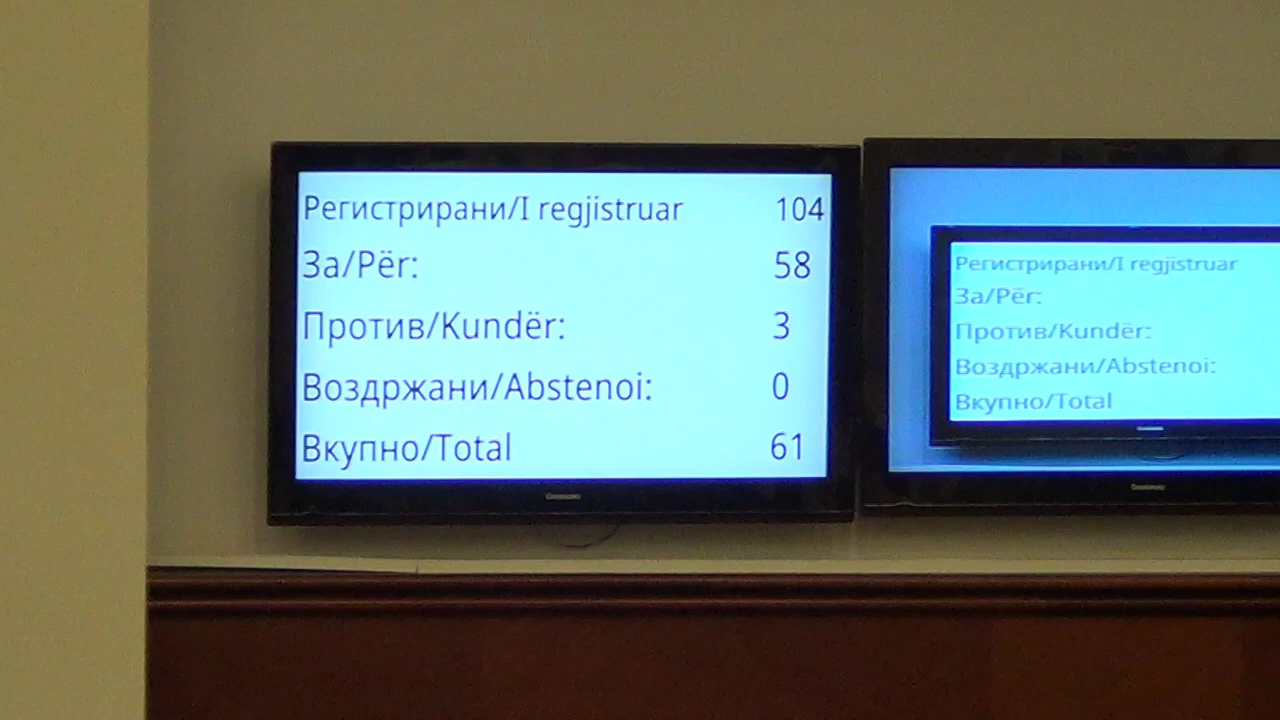 Регистрирани/I regjistruar 104
За/Për: 58
Против/Kundër: 3
Воздржани/Abstenoi: 0
Вкупно/Total 61
Регистрирани/I regjistruar
За/Për:
Против/Kundër:
Воздржани/Abstenoi:
Вкупно/Total